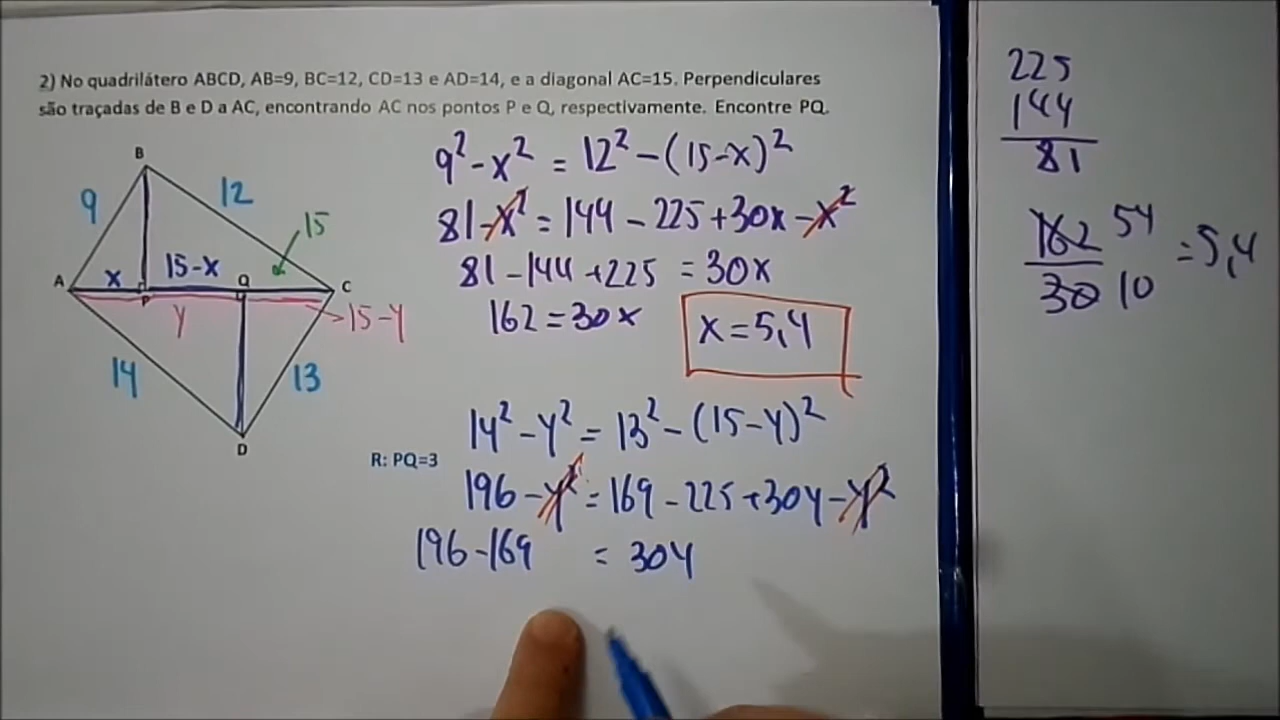 2) No quadrilátero ABCD, AB=9, BC=12, CD=13 e AD=14, e a diagonal AC=15. Perpendiculares
são traçadas de B e D a AC, encontrando AC nos pontos P e Q, respectivamente. Encontre PQ.
B
9
12
15
A
x
15-x
Q
C
P
y
15-y
14
13
D
R: PQ=3
9² - x² = 12² - (15-x)²
81 - x² = 144 - 225 + 30x - x²
81 - 144 + 225 = 30x
162 = 30x
x = 5,4
14² - y² = 13² - (15-y)²
196 - y² = 169 - 225 + 30y - y²
196 - 169 = 30y
225
144
81
162 54
30 10
= 5,4